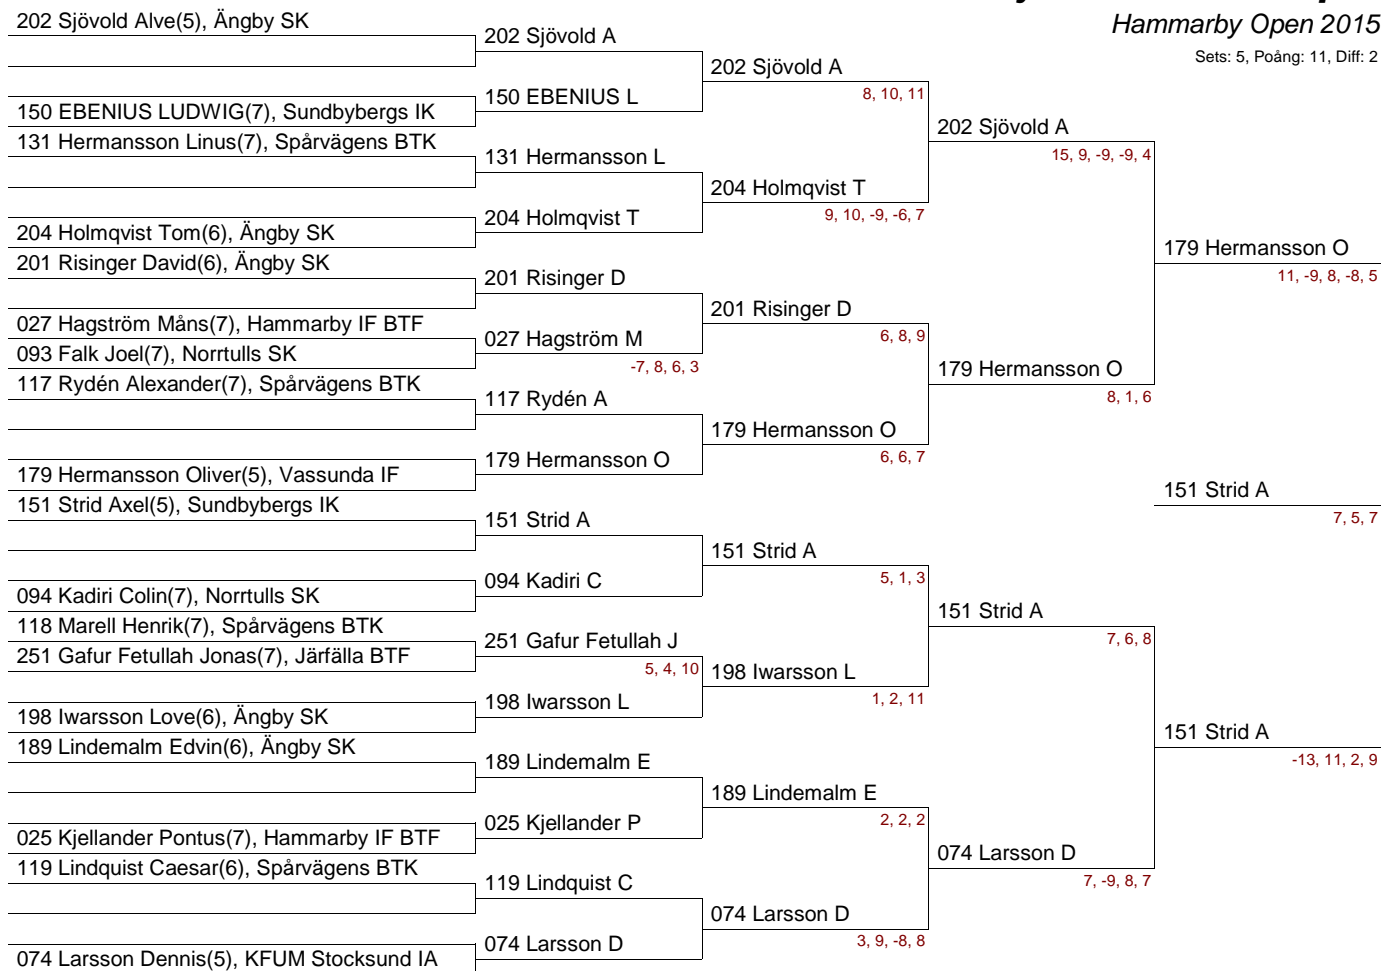 Hammarby Open 2015
Sets: 5, Poång: 11, Diff: 2
202 Sjövold Alve(5), Ängby SK
150 EBENIUS LUDWIG(7), Sundbybergs IK
131 Hermansson Linus(7), Spårvägens BTK
204 Holmqvist Tom(6), Ängby SK
201 Risinger David(6), Ängby SK
027 Hagström Måns(7), Hammarby IF BTF
093 Falk Joel(7), Norrtulls SK
117 Rydén Alexander(7), Spårvägens BTK
179 Hermansson Oliver(5), Vassunda IF
151 Strid Axel(5), Sundbybergs IK
094 Kadiri Colin(7), Norrtulls SK
118 Marell Henrik(7), Spårvägens BTK
251 Gafur Fetullah Jonas(7), Järfälla BTF
198 Iwarsson Love(6), Ängby SK
189 Lindemalm Edvin(6), Ängby SK
025 Kjellander Pontus(7), Hammarby IF BTF
119 Lindquist Caesar(6), Spårvägens BTK
074 Larsson Dennis(5), KFUM Stocksund IA
202 Sjövold A
150 EBENIUS L
131 Hermansson L
204 Holmqvist T
201 Risinger D
027 Hagström M
-7, 8, 6, 3
117 Rydén A
179 Hermansson O
151 Strid A
094 Kadiri C
251 Gafur Fetullah J
5, 4, 10
198 Iwarsson L
189 Lindemalm E
025 Kjellander P
119 Lindquist C
074 Larsson D
202 Sjövold A
8, 10, 11
204 Holmqvist T
9, 10, -9, -6, 7
201 Risinger D
6, 8, 9
179 Hermansson O
6, 6, 7
151 Strid A
5, 1, 3
198 Iwarsson L
1, 2, 11
189 Lindemalm E
2, 2, 2
074 Larsson D
3, 9, -8, 8
202 Sjövold A
15, 9, -9, -9, 4
179 Hermansson O
8, 1, 6
151 Strid A
7, 6, 8
074 Larsson D
7, -9, 8, 7
179 Hermansson O
11, -9, 8, -8, 5
151 Strid A
7, 5, 7
151 Strid A
-13, 11, 2, 9